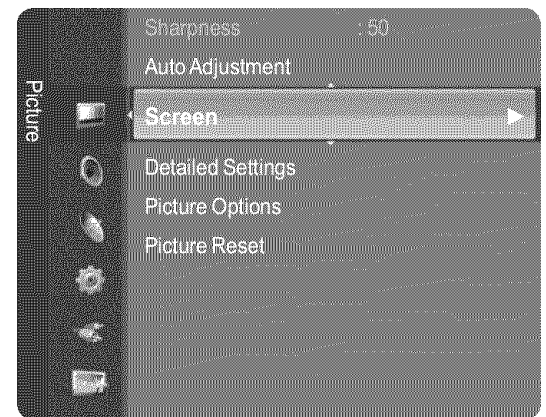 Picture
Sharpness : 50
Auto Adjustment
Screen
Detailed Settings
Picture Options
Picture Reset